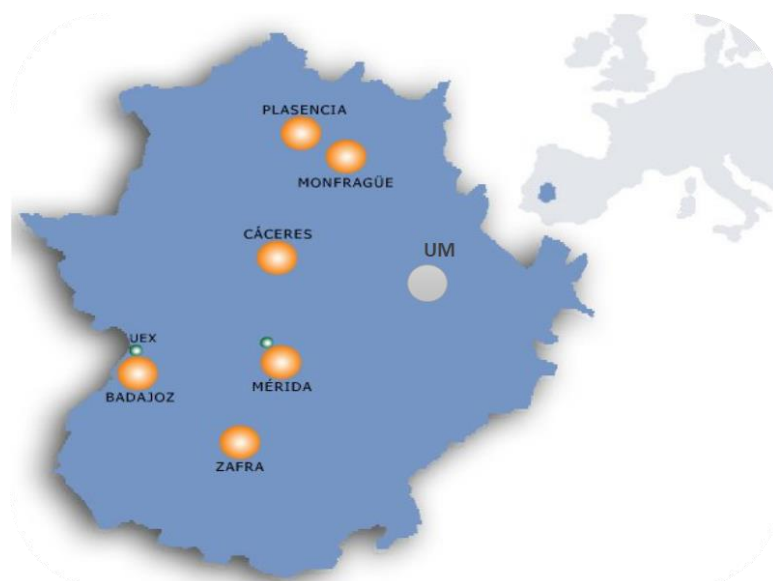 PLASENCIA
MONFRAGÜE
CÁCERES
UM
UEX
BADAJOZ
MÉRIDA
ZAFRA